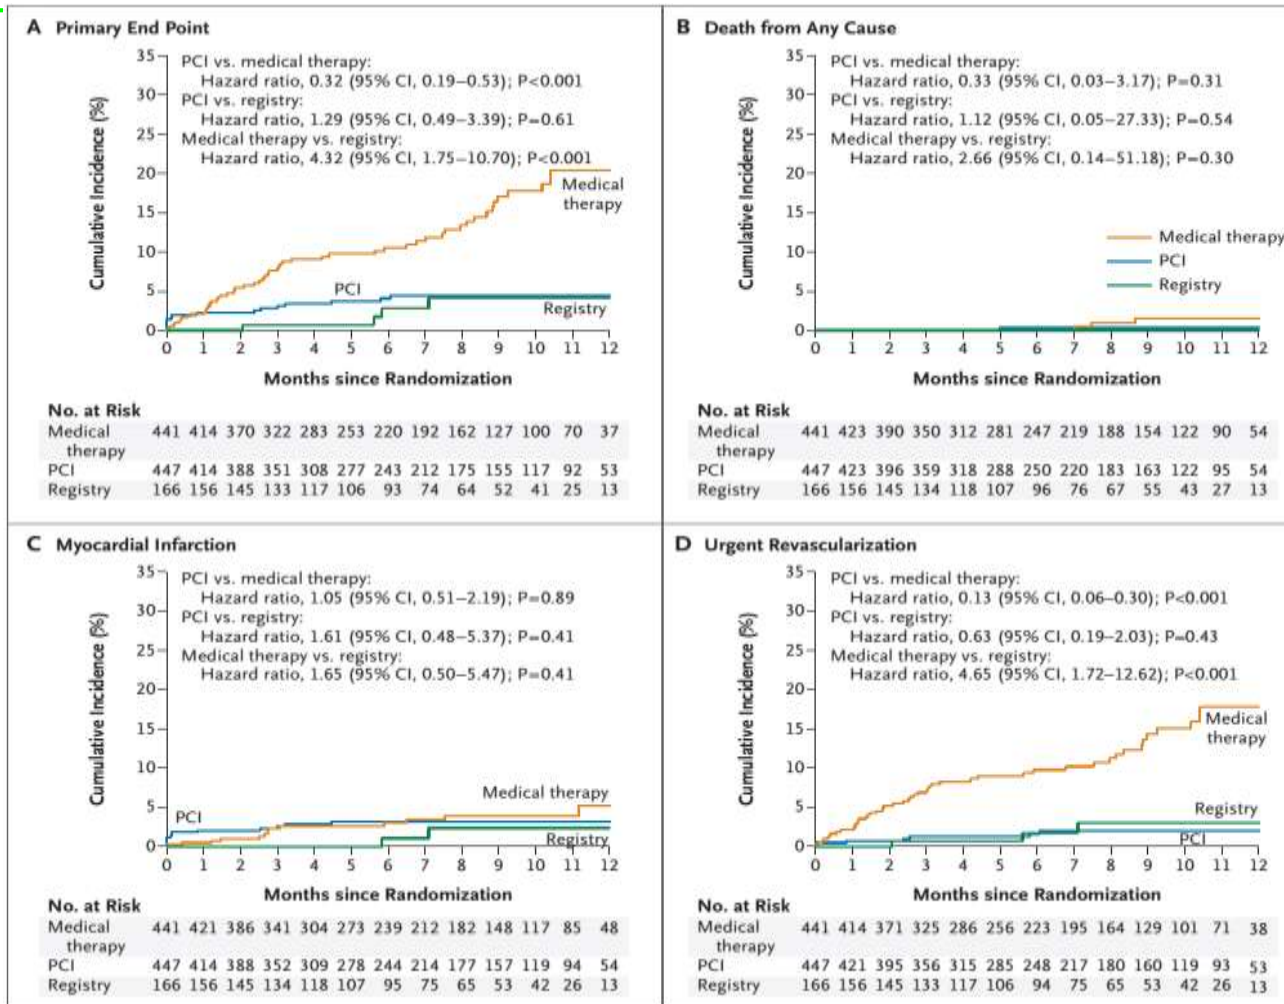 A Primary End Point
35
30
25
20
15
10
5
0
Cumulative Incidence (%)
PCI vs. medical therapy:
Hazard ratio, 0.32 (95% CI, 0.19–0.53); P<0.001
PCI vs. registry:
Hazard ratio, 1.29 (95% CI, 0.49–3.39); P=0.61
Medical therapy vs. registry:
Hazard ratio, 4.32 (95% CI, 1.75–10.70); P<0.001
Medical
therapy
PCI
Registry
0 1 2 3 4 5 6 7 8 9 10 11 12
Months since Randomization
No. at Risk
Medical 441 414 370 322 283 253 220 192 162 127 100 70 37
therapy
PCI 447 414 388 351 308 277 243 212 175 155 117 92 53
Registry 166 156 145 133 117 106 93 74 64 52 41 25 13
B Death from Any Cause
35
30
25
20
15
10
5
0
Cumulative Incidence (%)
PCI vs. medical therapy:
Hazard ratio, 0.33 (95% CI, 0.03–3.17); P=0.31
PCI vs. registry:
Hazard ratio, 1.12 (95% CI, 0.05–27.33); P=0.54
Medical therapy vs. registry:
Hazard ratio, 2.66 (95% CI, 0.14–51.18); P=0.30
Medical therapy
PCI
Registry
0 1 2 3 4 5 6 7 8 9 10 11 12
Months since Randomization
No. at Risk
Medical 441 423 390 350 312 281 247 219 188 154 122 90 54
therapy
PCI 447 423 396 359 318 288 250 220 183 163 122 95 54
Registry 166 156 145 134 118 107 96 76 67 55 43 27 13
C Myocardial Infarction
35
30
25
20
15
10
5
0
Cumulative Incidence (%)
PCI vs. medical therapy:
Hazard ratio, 1.05 (95% CI, 0.51–2.19); P=0.89
PCI vs. registry:
Hazard ratio, 1.61 (95% CI, 0.48–5.37); P=0.41
Medical therapy vs. registry:
Hazard ratio, 1.65 (95% CI, 0.50–5.47); P=0.41
Medical therapy
PCI
Registry
0 1 2 3 4 5 6 7 8 9 10 11 12
Months since Randomization
No. at Risk
Medical 441 421 386 341 304 273 239 212 182 148 117 85 48
therapy
PCI 447 414 388 352 309 278 244 214 177 157 119 94 54
Registry 166 156 145 134 118 107 95 75 65 53 42 26 13
D Urgent Revascularization
35
30
25
20
15
10
5
0
Cumulative Incidence (%)
PCI vs. medical therapy:
Hazard ratio, 0.13 (95% CI, 0.06–0.30); P<0.001
PCI vs. registry:
Hazard ratio, 0.63 (95% CI, 0.19–2.03); P=0.43
Medical therapy vs. registry:
Hazard ratio, 4.65 (95% CI, 1.72–12.62); P<0.001
Medical
therapy
Registry
PCI
0 1 2 3 4 5 6 7 8 9 10 11 12
Months since Randomization
No. at Risk
Medical 441 414 371 325 286 256 223 195 164 129 101 71 38
therapy
PCI 447 421 395 356 315 285 248 217 180 160 119 93 53
Registry 166 156 145 133 117 106 94 75 65 53 42 26 13